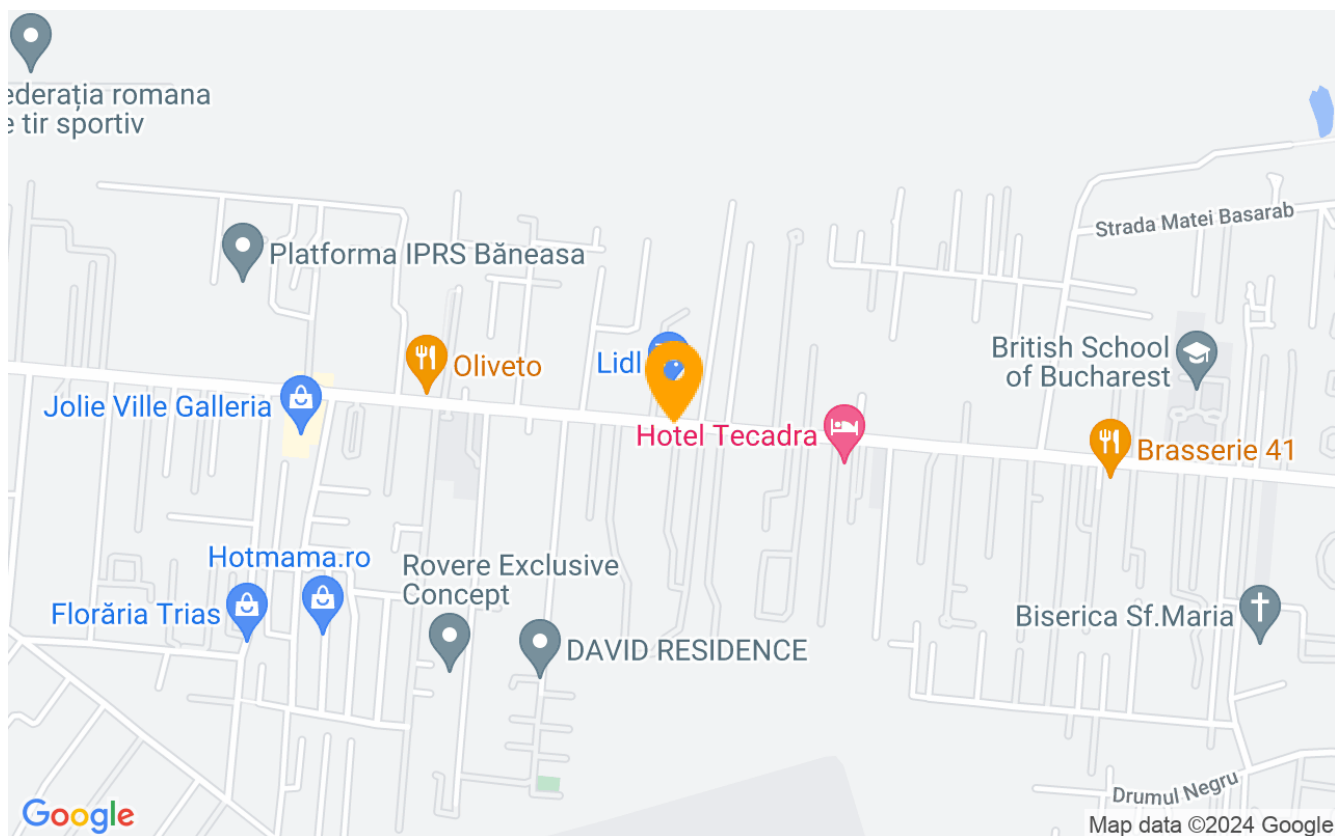 ederația romana
e tir sportiv
Strada Matei Basarab
Platforma IPRS Băneasa
British School
of Bucharest
Lidl
Oliveto
Jolie Ville Galleria
Hotel Tecadra
Brasserie 41
Hotmama.ro
Rovere Exclusive
Concept
Florăria Trias
Biserica Sf.Maria
DAVID RESIDENCE
Drumul Negru
Google
Map data ©2024 Google